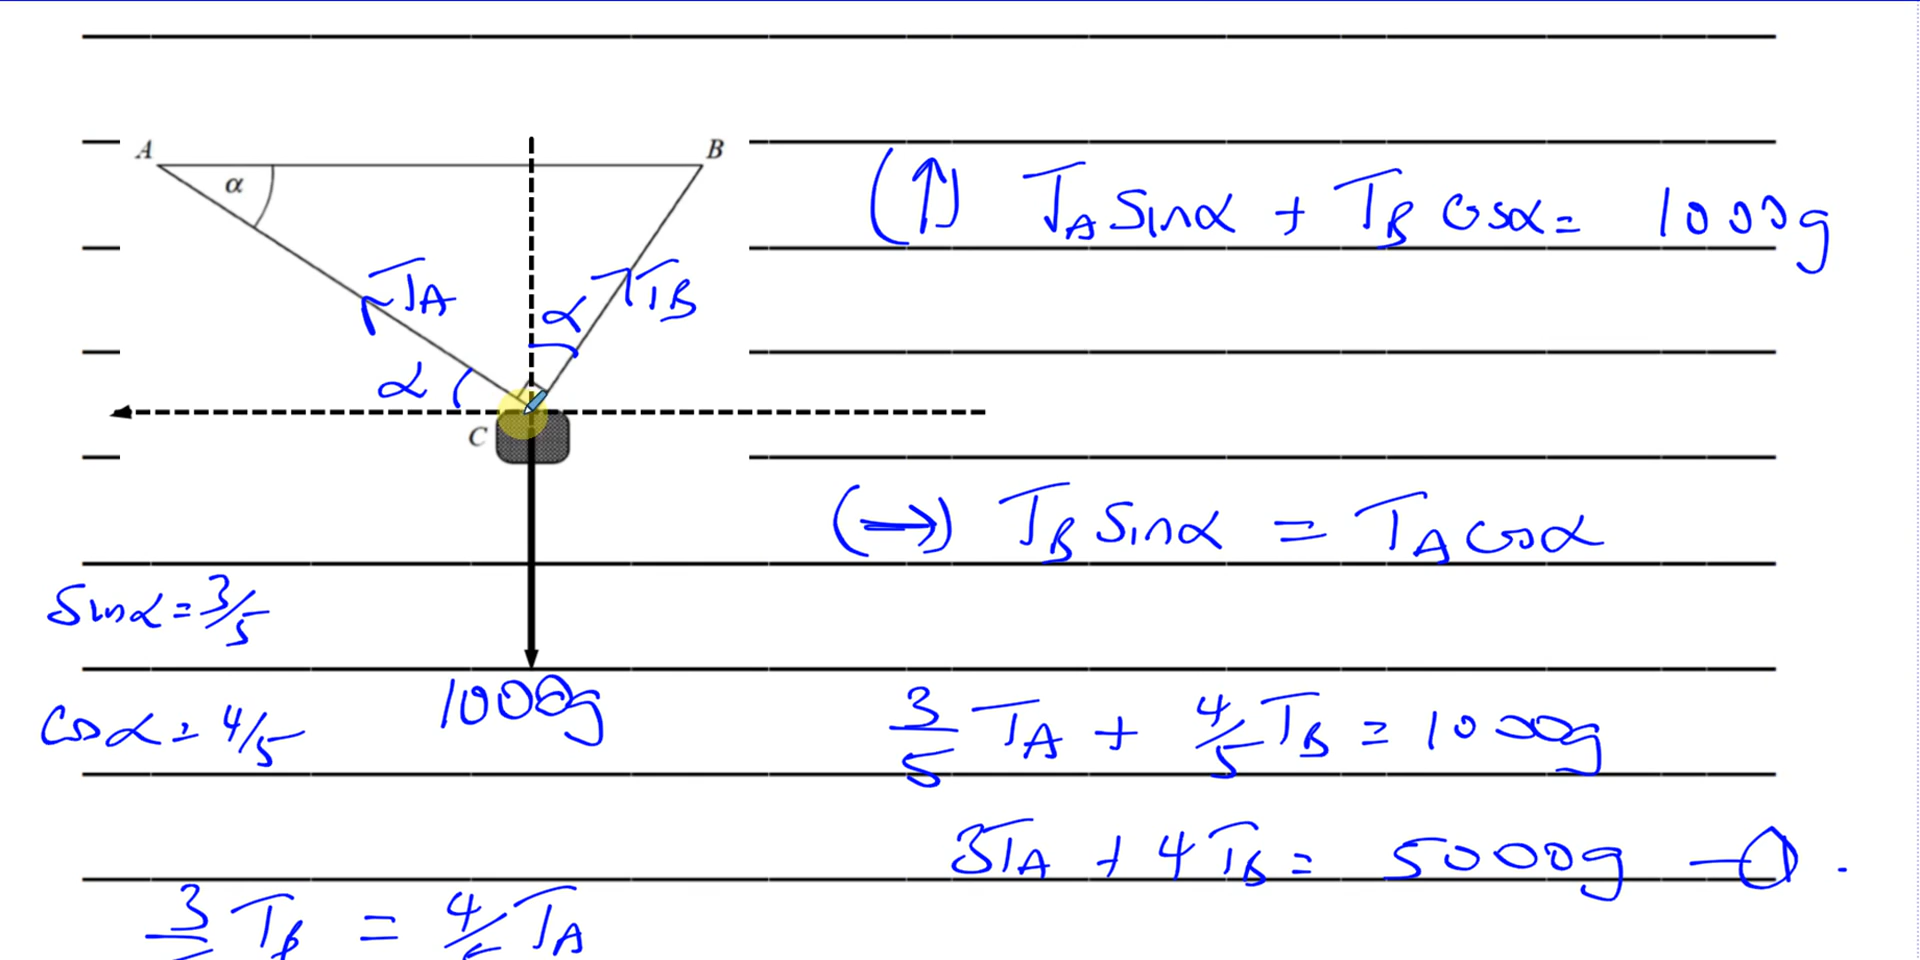 A
B
α
(↑) T_A Sinα + T_B Cosα = 1000g
T_A
α
T_B
α
C
(→) T_B Sinα = T_A Cosα
Sinα = 3/5
Cosα = 4/5
1000g
3/5 T_A + 4/5 T_B = 1000g
3T_A + 4T_B = 5000g —①.
3/5 T_B = 4/5 T_A